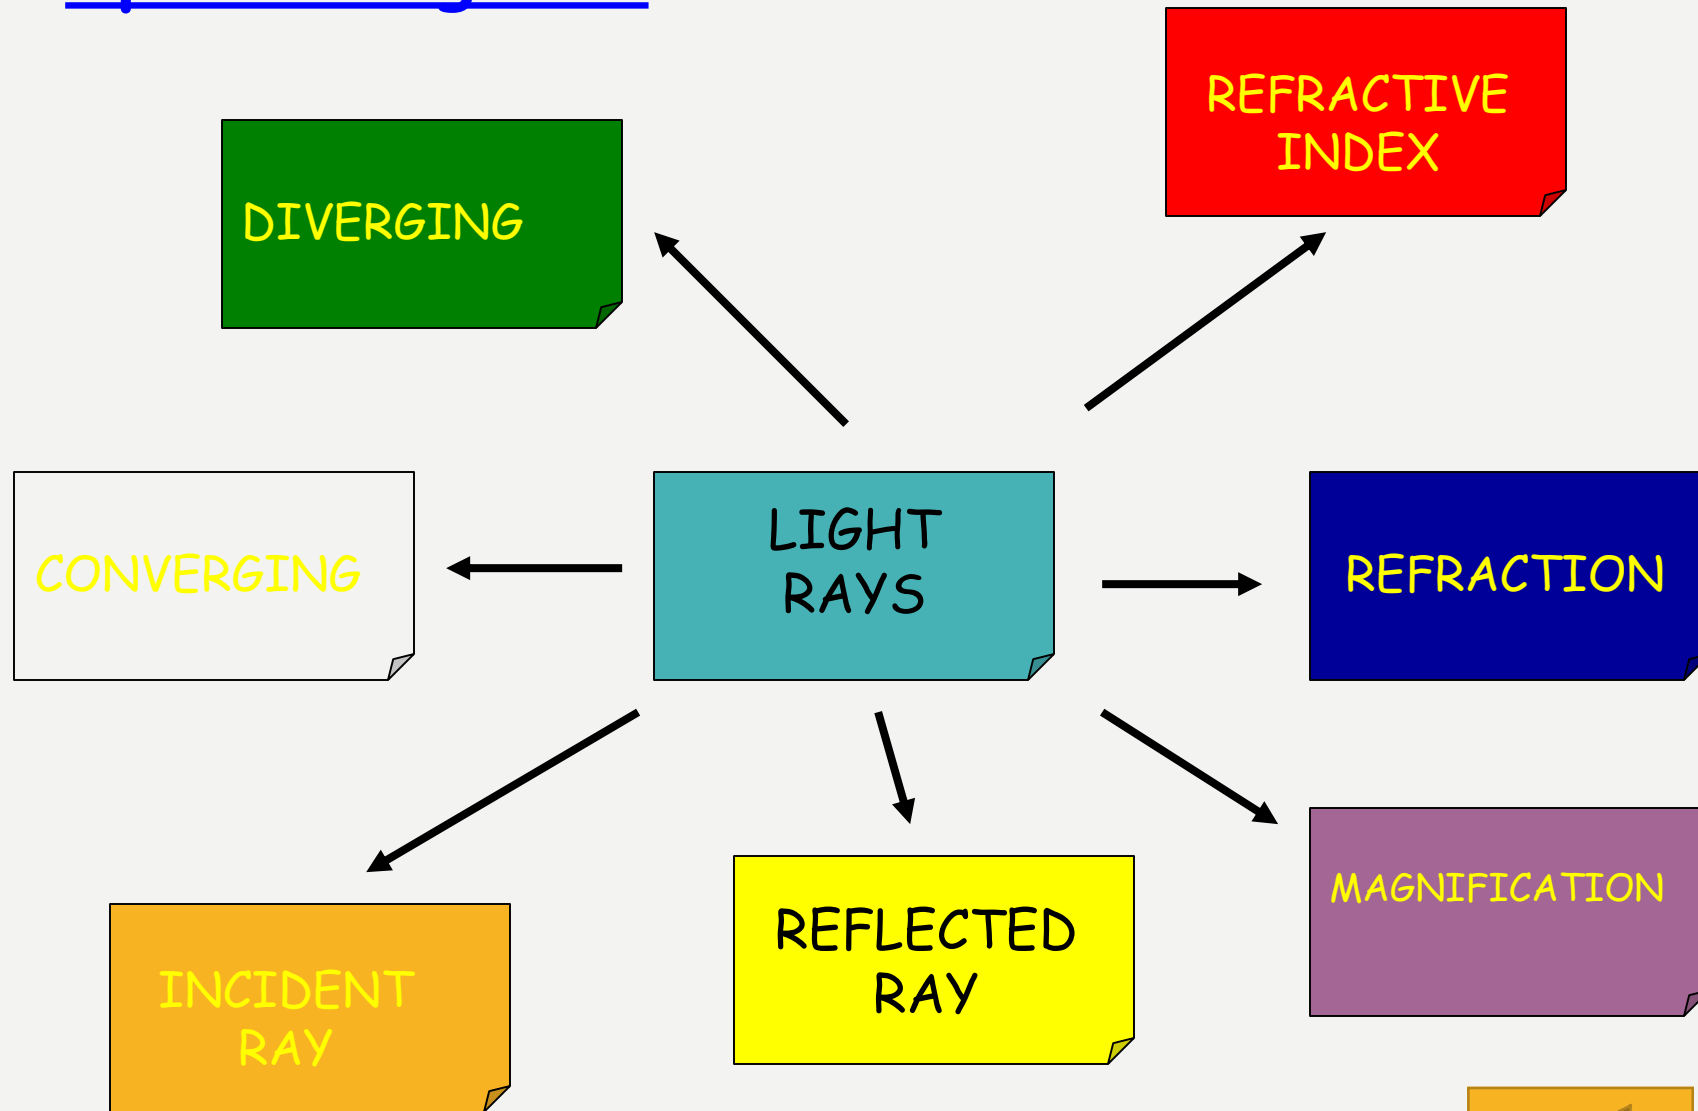 REFRACTIVE
INDEX
DIVERGING
LIGHT
RAYS
CONVERGING
REFRACTION
MAGNIFICATION
REFLECTED
RAY
INCIDENT
RAY